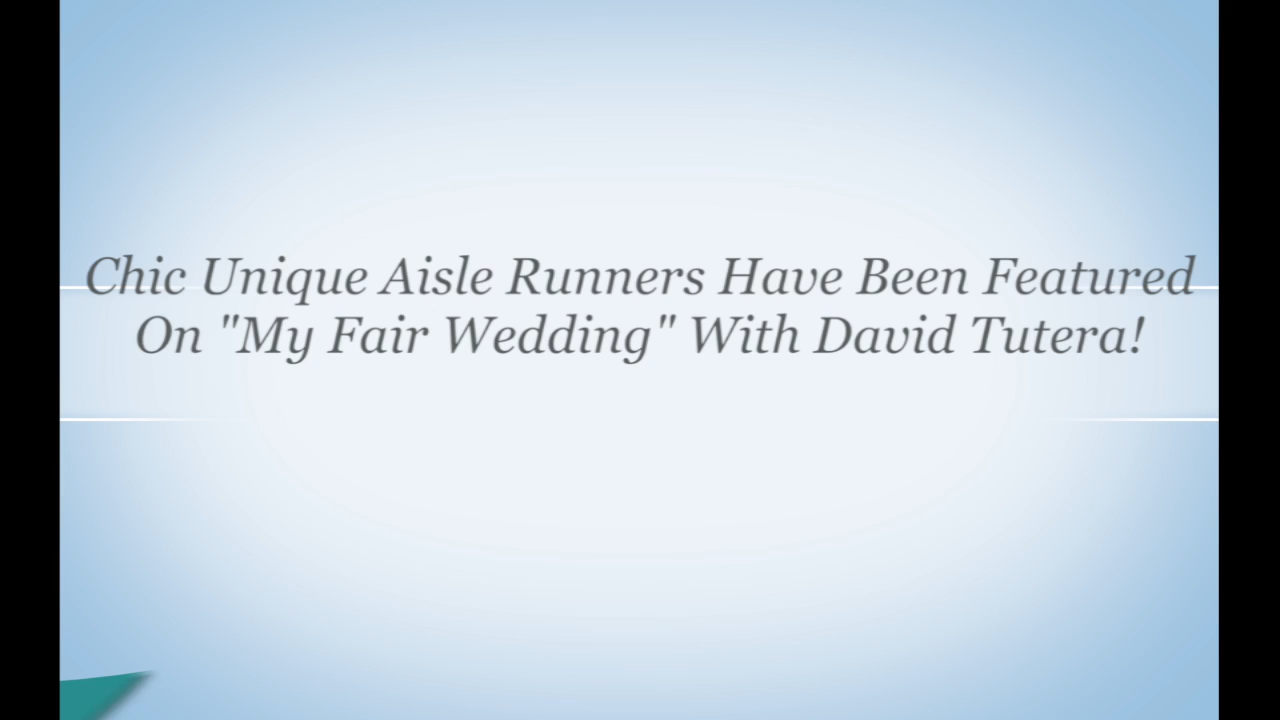 Chic Unique Aisle Runners Have Been Featured
On "My Fair Wedding" With David Tutera!